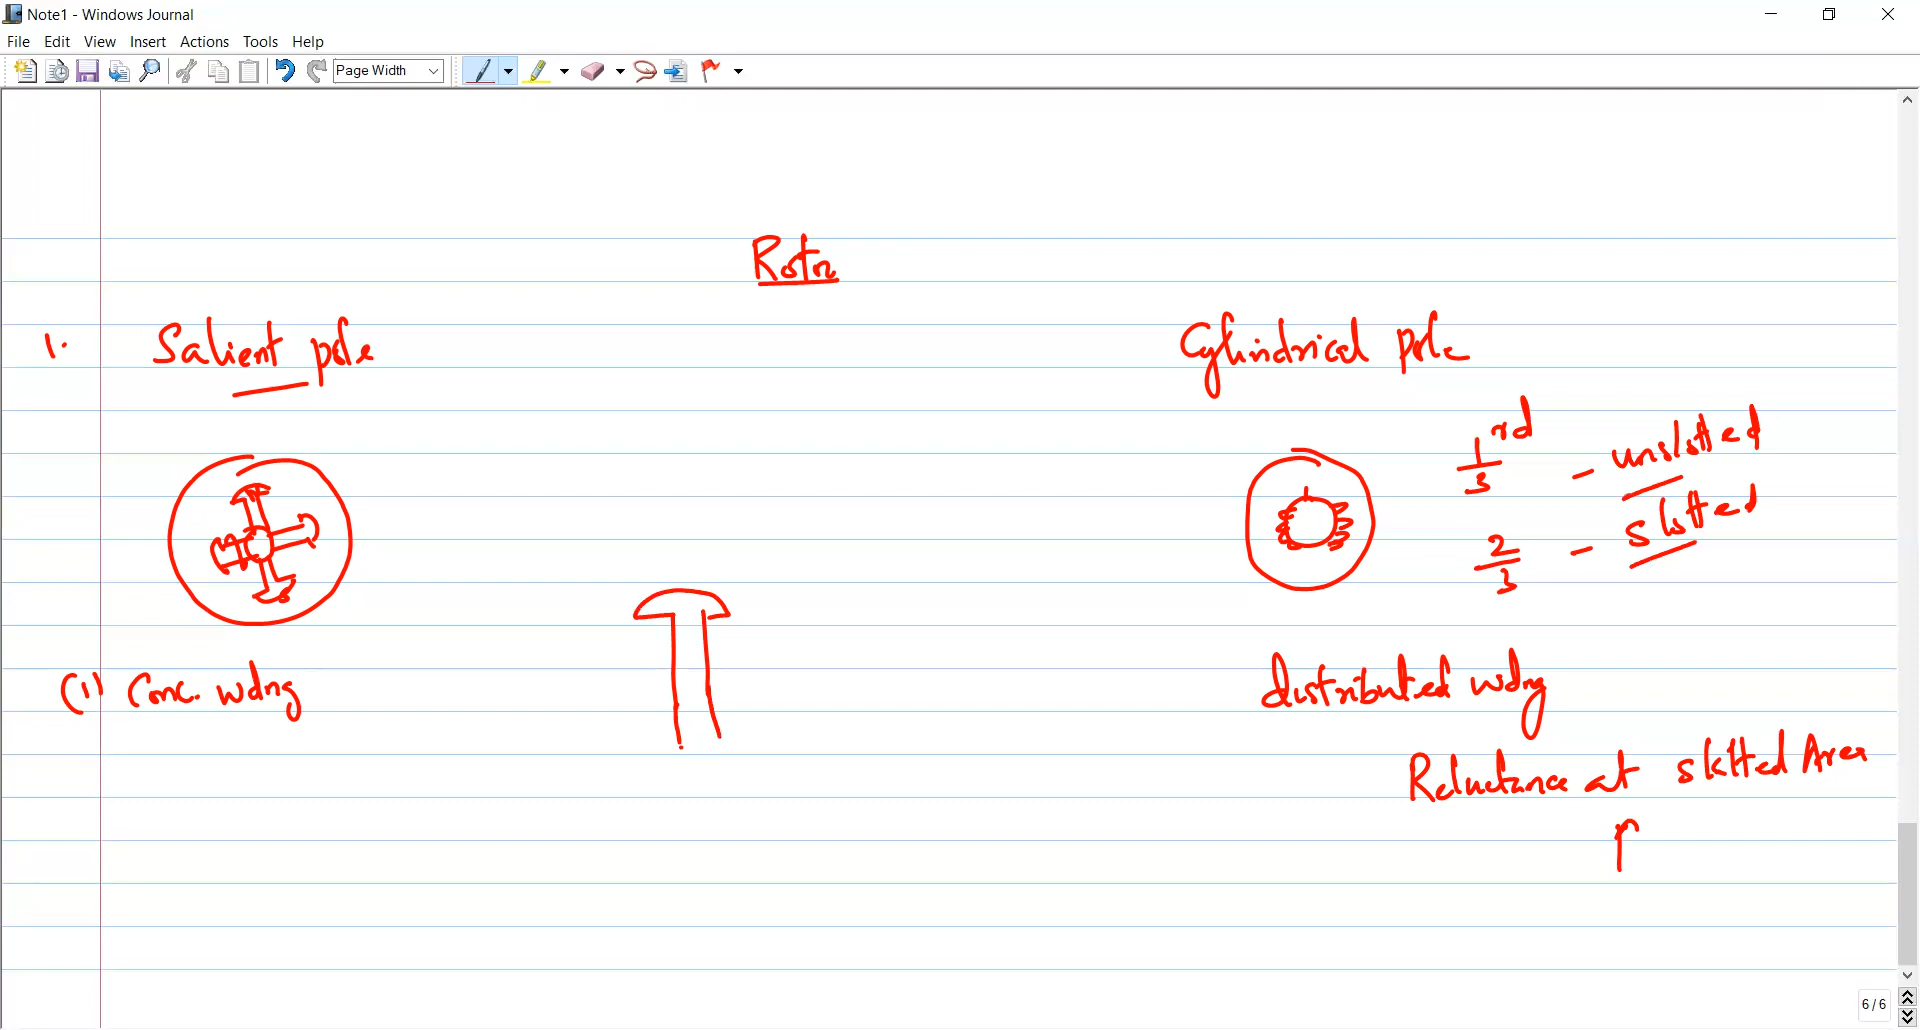 Note1 - Windows Journal
File Edit View Insert Actions Tools Help
Page Width
Rotor
1. Salient pole
Cylindrical pole
1/3 rd - unslotted
2/3 - slotted
(1) Conc. wdng
distributed wdng
Reluctance at slotted Area
↑
6 / 6